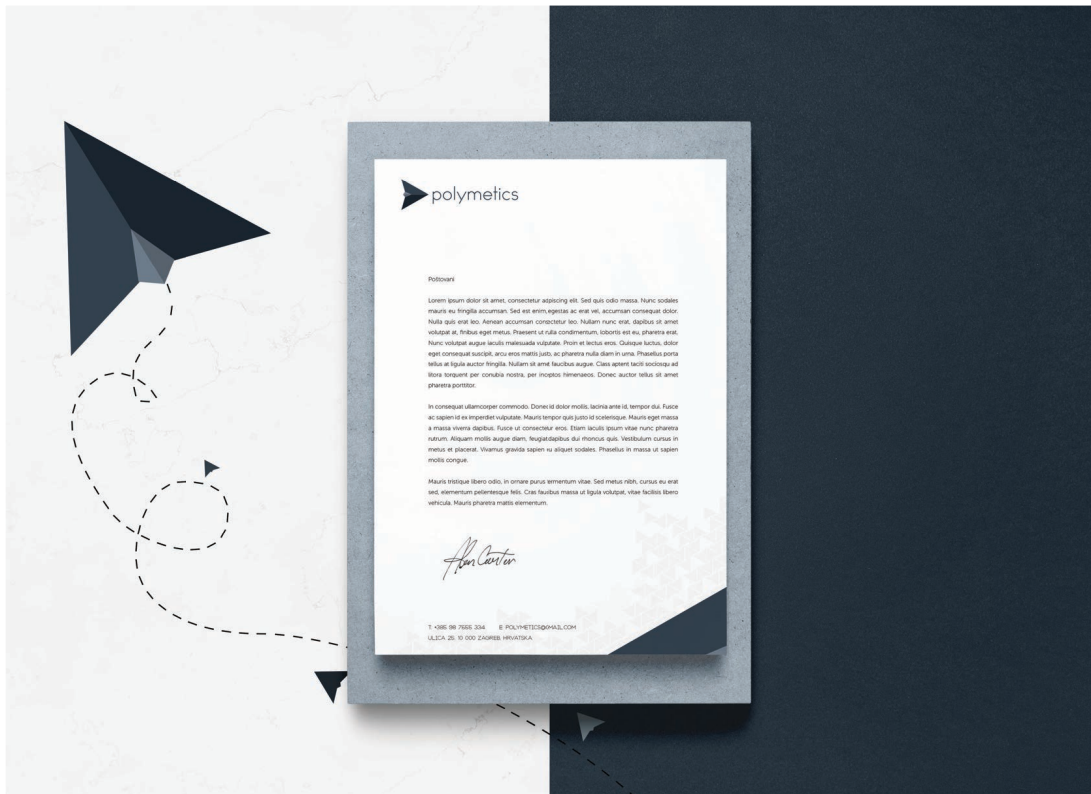 polymetics
Poštovani
Lorem ipsum dolor sit amet, consectetur adipiscing elit. Sed quis odio massa. Nunc sodales
mauris eu fringilla accumsan. Sed est enim, egestas ac erat vel, accumsan consequat dolor.
Nulla quis erat leo. Aenean accumsan consectetur leo. Nullam nunc erat, dapibus sit amet
volutpat at, finibus eget metus. Praesent ut nulla condimentum, lobortis est eu, pharetra erat.
Nunc volutpat augue iaculis malesuada vulputate. Proin et lectus eros. Quisque luctus, dolor
eget consequat suscipit, arcu eros mattis justo, ac pharetra nulla diam in urna. Phasellus porta
tellus at ligula auctor fringilla. Nullam sit amet faucibus augue. Class aptent taciti sociosqu ad
litora torquent per conubia nostra, per inceptos himenaeos. Donec auctor tellus sit amet
pharetra porttitor.
In consequat ullamcorper commodo. Donec id dolor mollis, lacinia ante id, tempor dui. Fusce
ac sapien id ex imperdiet vulputate. Mauris tempor quis justo id scelerisque. Mauris eget massa
a massa viverra dapibus. Fusce ut consectetur eros. Etiam iaculis ipsum vitae nunc pharetra
rutrum. Aliquam mollis augue diam, feugiat dapibus dui rhoncus quis. Vestibulum cursus in
metus et placerat. Vivamus gravida sapien eu aliquet sodales. Phasellus in massa ut sapien
mollis congue.
Mauris tristique libero odio, in ornare purus ermentum vitae. Sed metus nibh, cursus eu erat
sed, elementum pellentesque felis. Cras faucibus massa ut ligula volutpat, vitae facilisis libero
vehicula. Mauris pharetra mattis elementum.
T: +385 98 7555 334 E: POLYMETICS@GMAIL.COM
ULICA 25, 10 000 ZAGREB, HRVATSKA